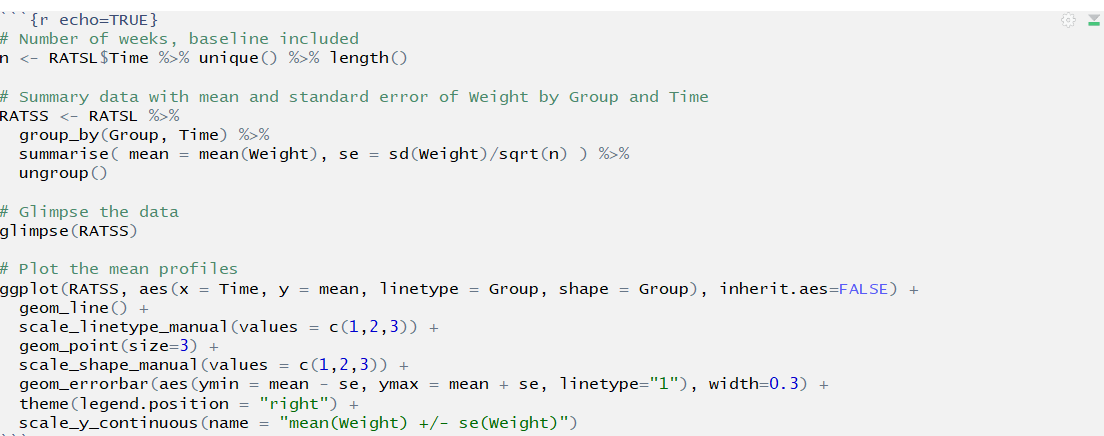 ```{r echo=TRUE}
# Number of weeks, baseline included
n <- RATSL$Time %>% unique() %>% length()

# Summary data with mean and standard error of Weight by Group and Time
RATSS <- RATSL %>%
  group_by(Group, Time) %>%
  summarise( mean = mean(Weight), se = sd(Weight)/sqrt(n) ) %>%
  ungroup()

# Glimpse the data
glimpse(RATSS)

# Plot the mean profiles
ggplot(RATSS, aes(x = Time, y = mean, linetype = Group, shape = Group), inherit.aes=FALSE) +
  geom_line() +
  scale_linetype_manual(values = c(1,2,3)) +
  geom_point(size=3) +
  scale_shape_manual(values = c(1,2,3)) +
  geom_errorbar(aes(ymin = mean - se, ymax = mean + se, linetype="1"), width=0.3) +
  theme(legend.position = "right") +
  scale_y_continuous(name = "mean(Weight) +/- se(Weight)")
```